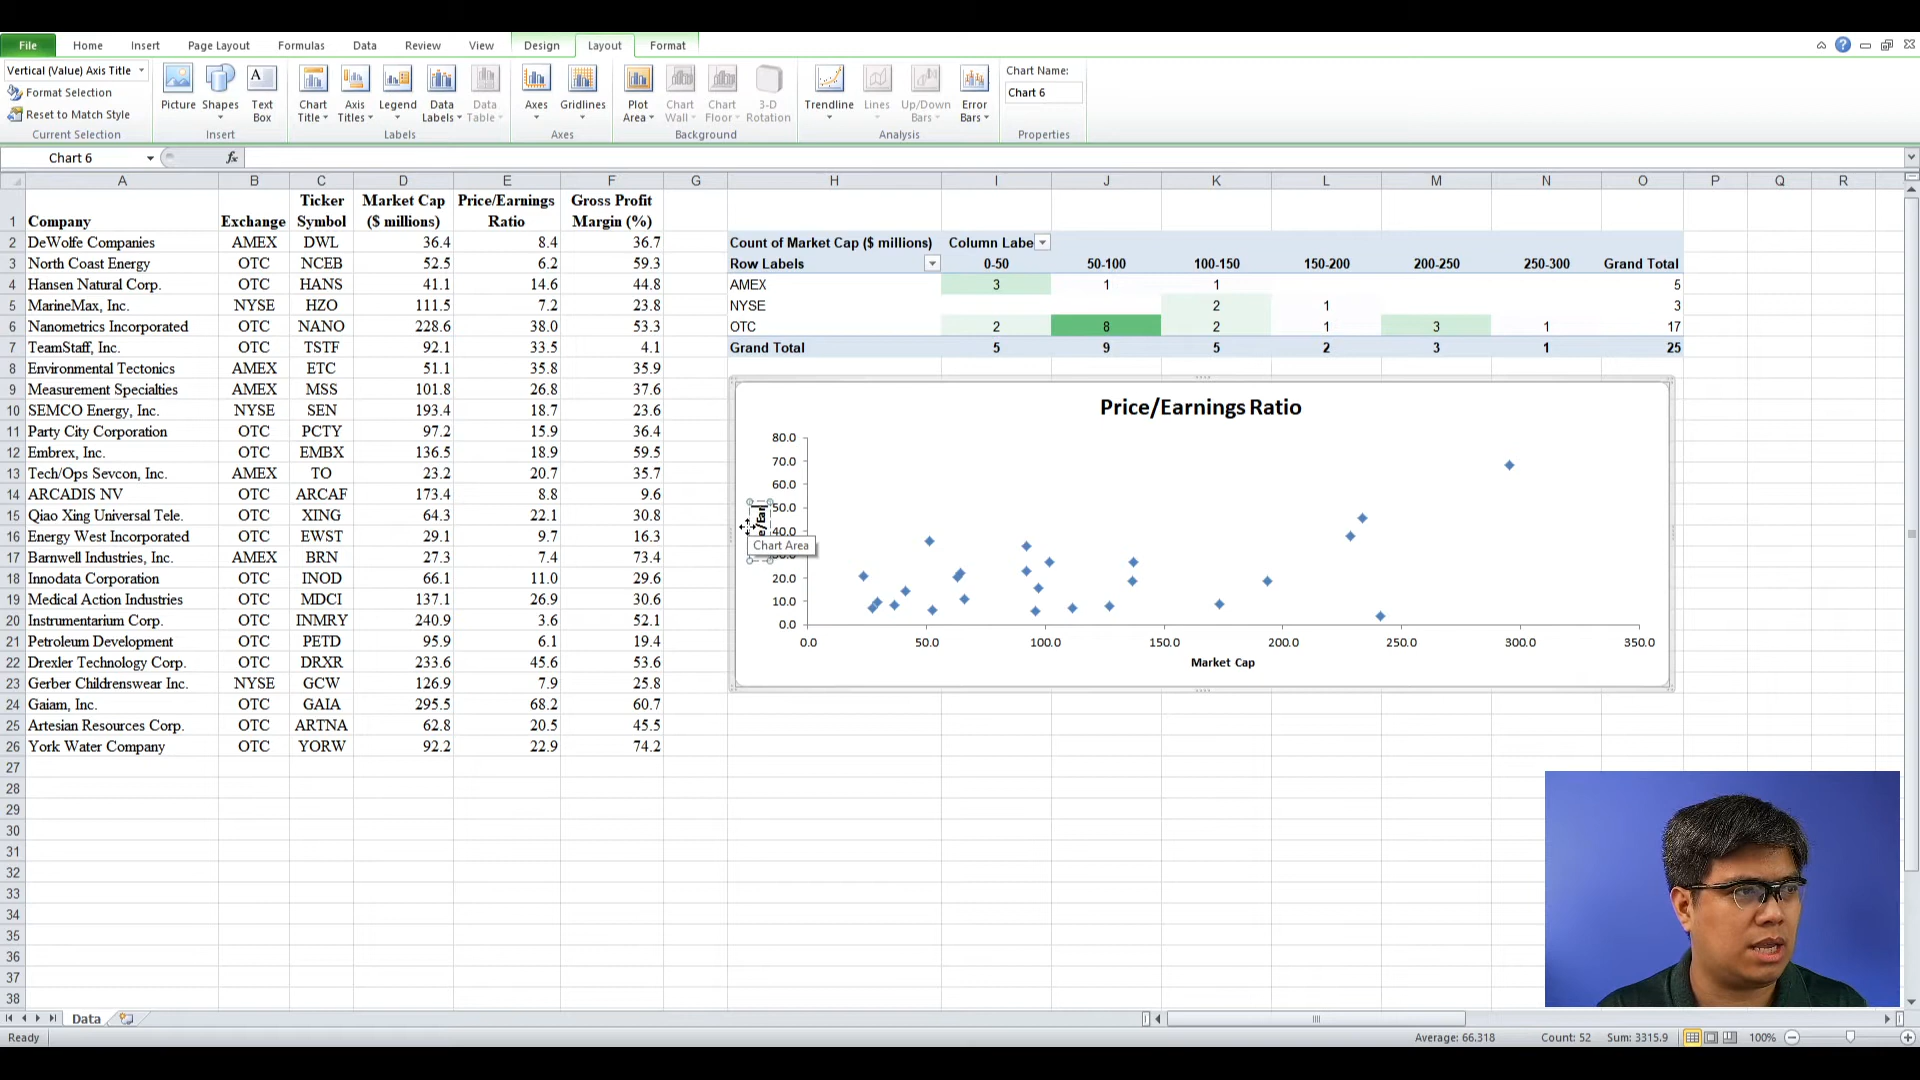 File Home Insert Page Layout Formulas Data Review View Design Layout Format
Vertical (Value) Axis Title
Format Selection
Reset to Match Style
Current Selection
Picture Shapes Text Box
Insert
Chart Title Axis Titles Legend Data Labels Data Table
Labels
Axes Gridlines
Axes
Plot Area Chart Wall Chart Floor 3-D Rotation
Background
Trendline Lines Up/Down Bars Error Bars
Analysis
Chart Name:
Chart 6
Properties
Chart 6 fx
A B C D E F G H I J K L M N O P Q R
1 Company Exchange Ticker Symbol Market Cap ($ millions) Price/Earnings Ratio Gross Profit Margin (%)
2 DeWolfe Companies AMEX DWL 36.4 8.4 36.7
3 North Coast Energy OTC NCEB 52.5 6.2 59.3
4 Hansen Natural Corp. OTC HANS 41.1 14.6 44.8
5 MarineMax, Inc. NYSE HZO 111.5 7.2 23.8
6 Nanometrics Incorporated OTC NANO 228.6 38.0 53.3
7 TeamStaff, Inc. OTC TSTF 92.1 33.5 4.1
8 Environmental Tectonics AMEX ETC 51.1 35.8 35.9
9 Measurement Specialties AMEX MSS 101.8 26.8 37.6
10 SEMCO Energy, Inc. NYSE SEN 193.4 18.7 23.6
11 Party City Corporation OTC PCTY 97.2 15.9 36.4
12 Embrex, Inc. OTC EMBX 136.5 18.9 59.5
13 Tech/Ops Sevcon, Inc. AMEX TO 23.2 20.7 35.7
14 ARCADIS NV OTC ARCAF 173.4 8.8 9.6
15 Qiao Xing Universal Tele. OTC XING 64.3 22.1 30.8
16 Energy West Incorporated OTC EWST 29.1 9.7 16.3
17 Barnwell Industries, Inc. AMEX BRN 27.3 7.4 73.4
18 Innodata Corporation OTC INOD 66.1 11.0 29.6
19 Medical Action Industries OTC MDCI 137.1 26.9 30.6
20 Instrumentarium Corp. OTC INMRY 240.9 3.6 52.1
21 Petroleum Development OTC PETD 95.9 6.1 19.4
22 Drexler Technology Corp. OTC DRXR 233.6 45.6 53.6
23 Gerber Childrenswear Inc. NYSE GCW 126.9 7.9 25.8
24 Gaiam, Inc. OTC GAIA 295.5 68.2 60.7
25 Artesian Resources Corp. OTC ARTNA 62.8 20.5 45.5
26 York Water Company OTC YORW 92.2 22.9 74.2
27
28
29
30
31
32
33
34
35
36
37
38
Count of Market Cap ($ millions) Column Labe
Row Labels 0-50 50-100 100-150 150-200 200-250 250-300 Grand Total
AMEX 3 1 1 5
NYSE 2 1 3
OTC 2 8 2 1 3 1 17
Grand Total 5 9 5 2 3 1 25
Price/Earnings Ratio
80.0
70.0
60.0
50.0
40.0
20.0
10.0
0.0
e/Ear
Chart Area
0.0 50.0 100.0 150.0 200.0 250.0 300.0 350.0
Market Cap
Data
Ready Average: 66.318 Count: 52 Sum: 3315.9 100%